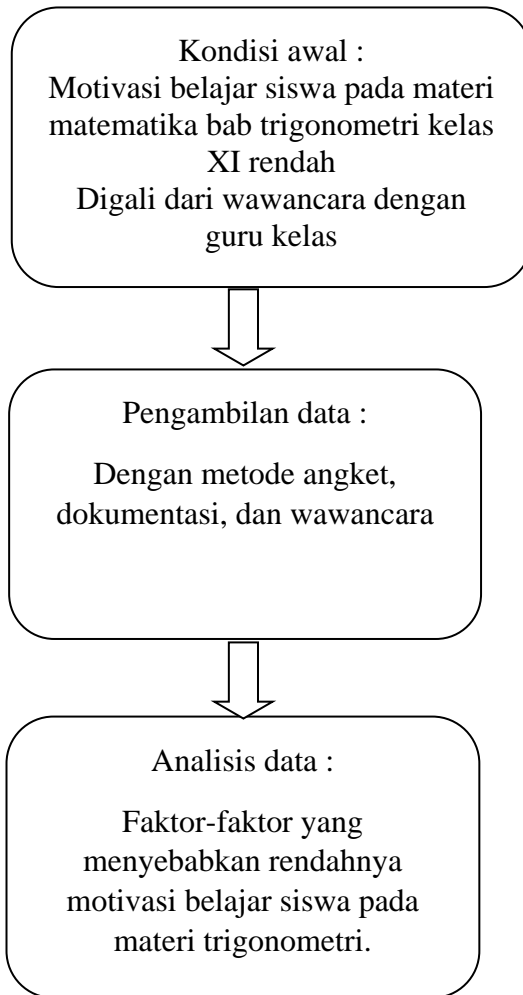 Kondisi awal :
Motivasi belajar siswa pada materi
matematika bab trigonometri kelas
XI rendah
Digali dari wawancara dengan
guru kelas
Pengambilan data :
Dengan metode angket,
dokumentasi, dan wawancara
Analisis data :
Faktor-faktor yang
menyebabkan rendahnya
motivasi belajar siswa pada
materi trigonometri.